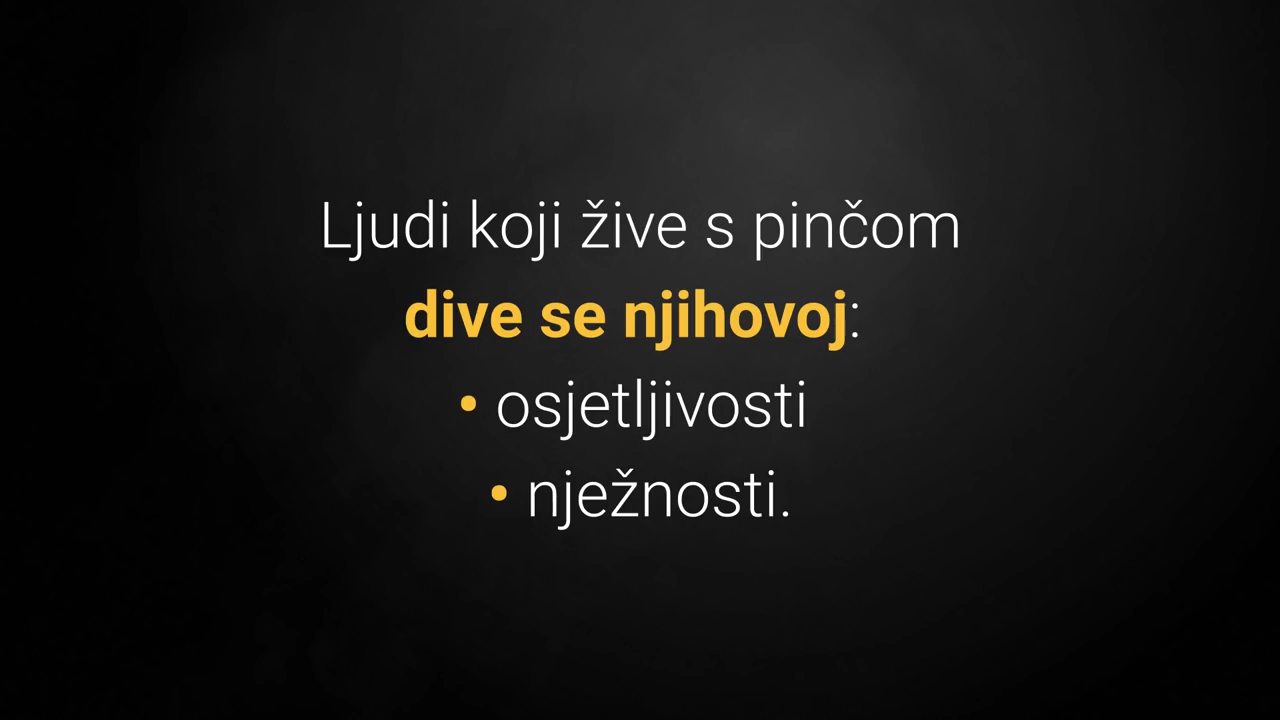 Ljudi koji žive s pinčom
dive se njihovoj:
• osjetljivosti
• nježnosti.